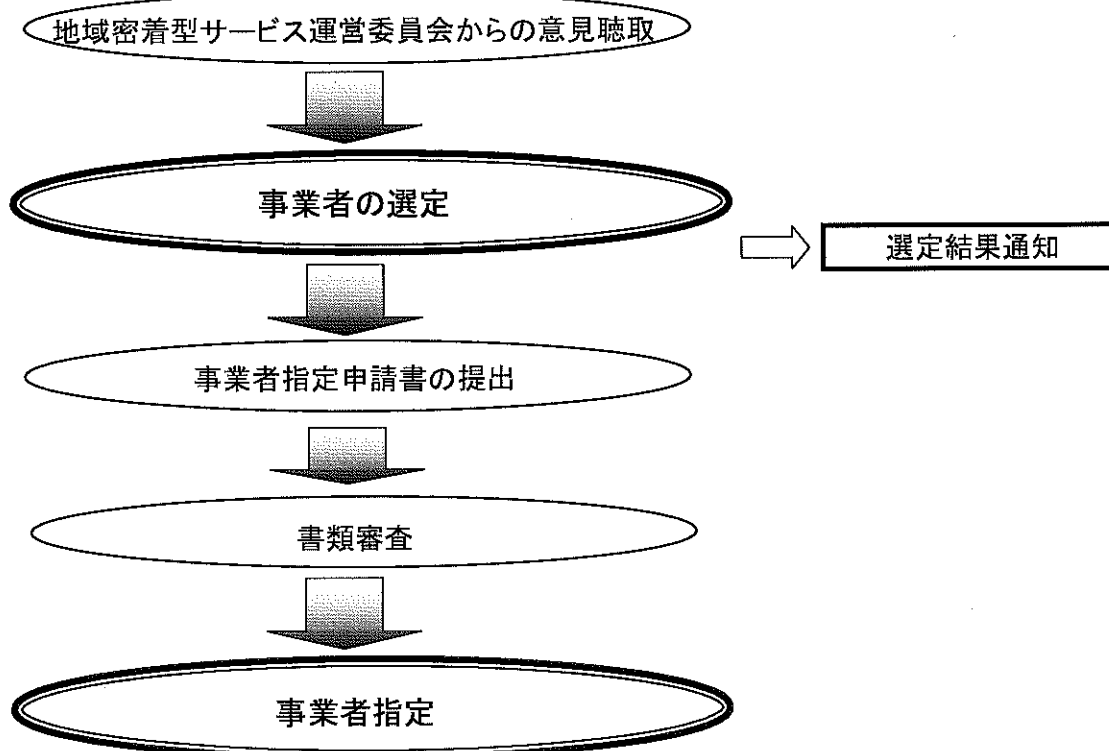 地域密着型サービス運営委員会からの意見聴取
事業者の選定
選定結果通知
事業者指定申請書の提出
書類審査
事業者指定